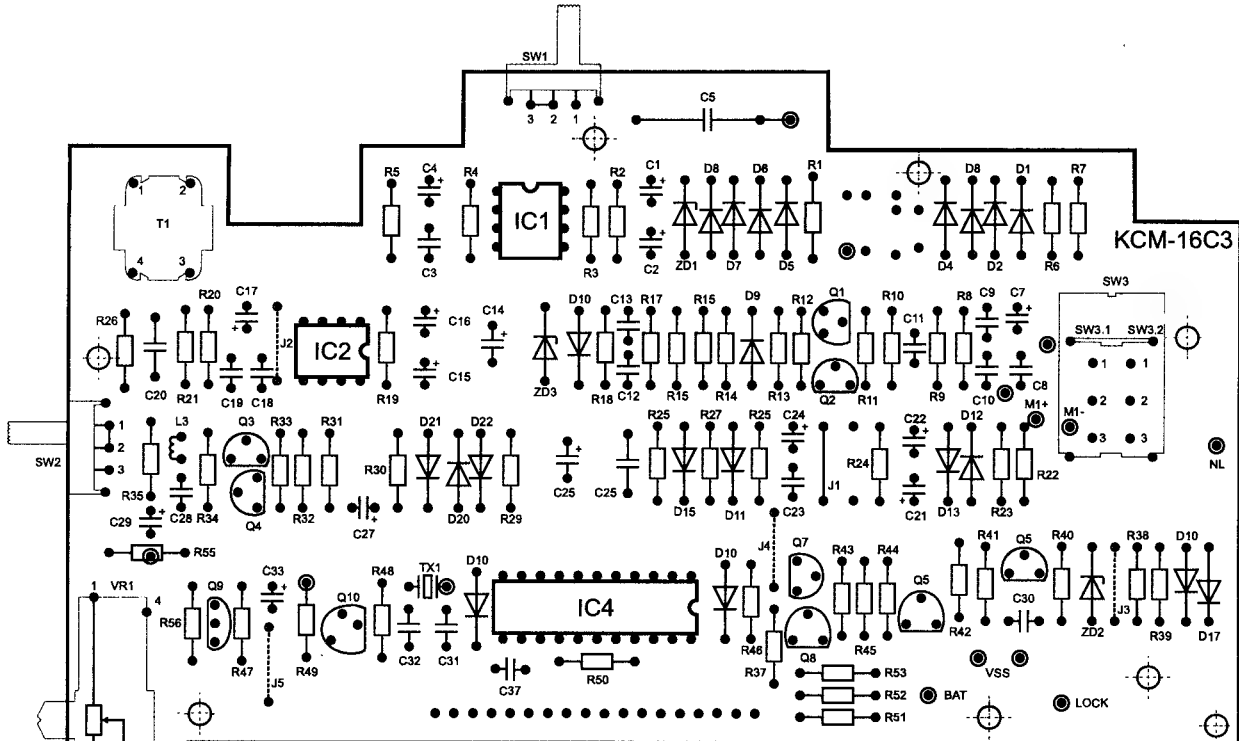 SW1
3 2 1
C5
R5 C4 + R4 R2 C1 + D8 D6 R1 D8 D1 R7
1 2
T1
4 3
IC1
KCM-16C3
C3 R3 C2 + ZD1 D7 D5 D4 D2 R6
SW3
R26 R20 C17 + J2 C16 + C14 + D10 C13 R17 R15 D9 R12 Q1 R10 C11 R8 C9 C7 +
SW3.1 SW3.2
IC2
1 1
C20 R21 C19 C18 R19 C15 + ZD3 R18 C12 R15 R14 R13 Q2 R11 R9 C10 C8
2 2
M1+ M1-
3 3
SW2
1
2
3
L3 Q3 R33 R31 D21 D22 R25 R27 R25 C24 + C22 + D12
R35 R30 C25 + C25 J1 R24 R22 NL
C29 + C28 R34 Q4 R32 C27 + D20 R29 D15 D11 C23 C21 + D13 R23
R55
J4
VR1
1 4
Q9 C33 + R48 TX1 D10 D10 Q7 R43 R44 Q5 R41 Q5 R40 R38 D10
R56 Q10 IC4
R47 R49 C32 C31 R46 R45 R42 C30 ZD2 J3 R39 D17
J5 C37 R50 R37 Q8 VSS
R53
R52 BAT LOCK
R51